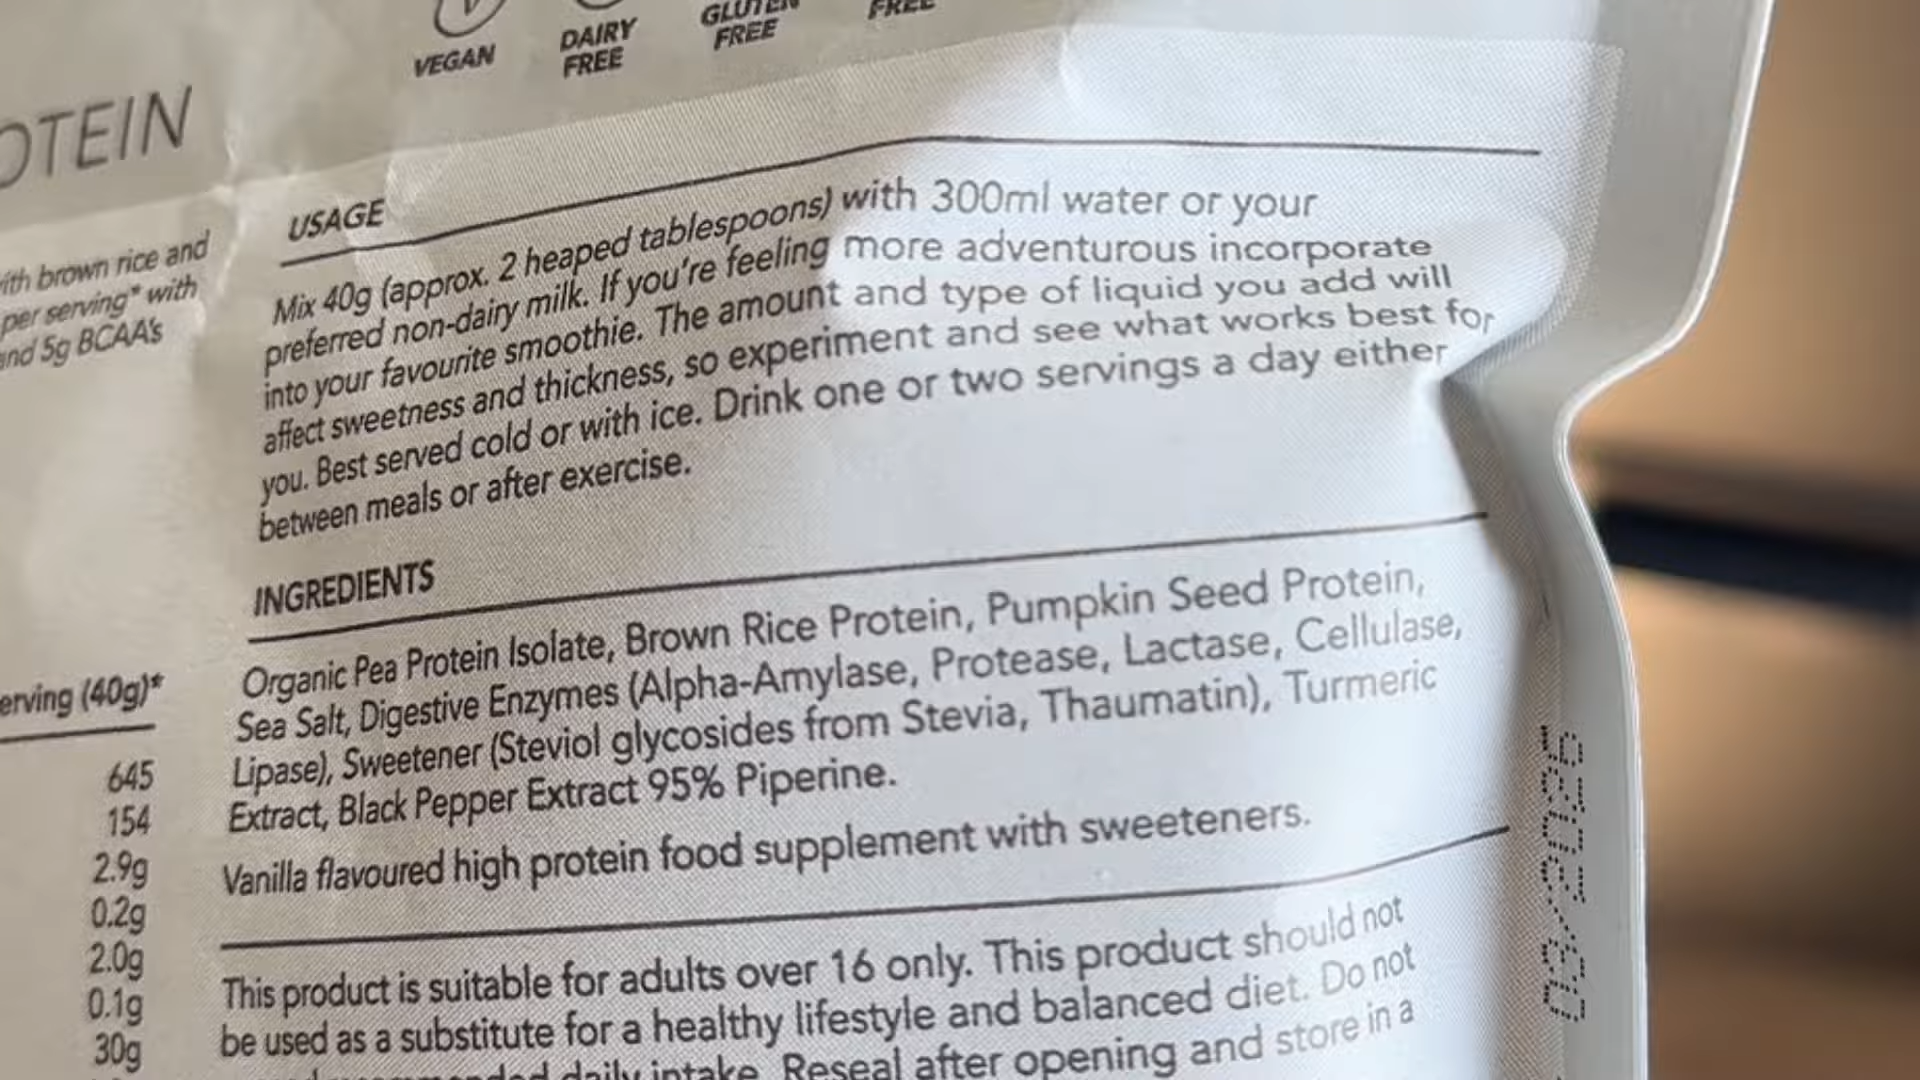 VEGAN
DAIRY
FREE
GLUTEN
FREE
FREE
OTEIN
with brown rice and
per serving* with
and 5g BCAA's
USAGE
Mix 40g (approx. 2 heaped tablespoons) with 300ml water or your
preferred non-dairy milk. If you're feeling more adventurous incorporate
into your favourite smoothie. The amount and type of liquid you add will
affect sweetness and thickness, so experiment and see what works best for
you. Best served cold or with ice. Drink one or two servings a day either
between meals or after exercise.
INGREDIENTS
Organic Pea Protein Isolate, Brown Rice Protein, Pumpkin Seed Protein,
Sea Salt, Digestive Enzymes (Alpha-Amylase, Protease, Lactase, Cellulase,
Lipase), Sweetener (Steviol glycosides from Stevia, Thaumatin), Turmeric
Extract, Black Pepper Extract 95% Piperine.
Vanilla flavoured high protein food supplement with sweeteners.
This product is suitable for adults over 16 only. This product should not
be used as a substitute for a healthy lifestyle and balanced diet. Do not
daily intake. Reseal after opening and store in a
erving (40g)*
645
154
2.9g
0.2g
2.0g
0.1g
30g
03/2025